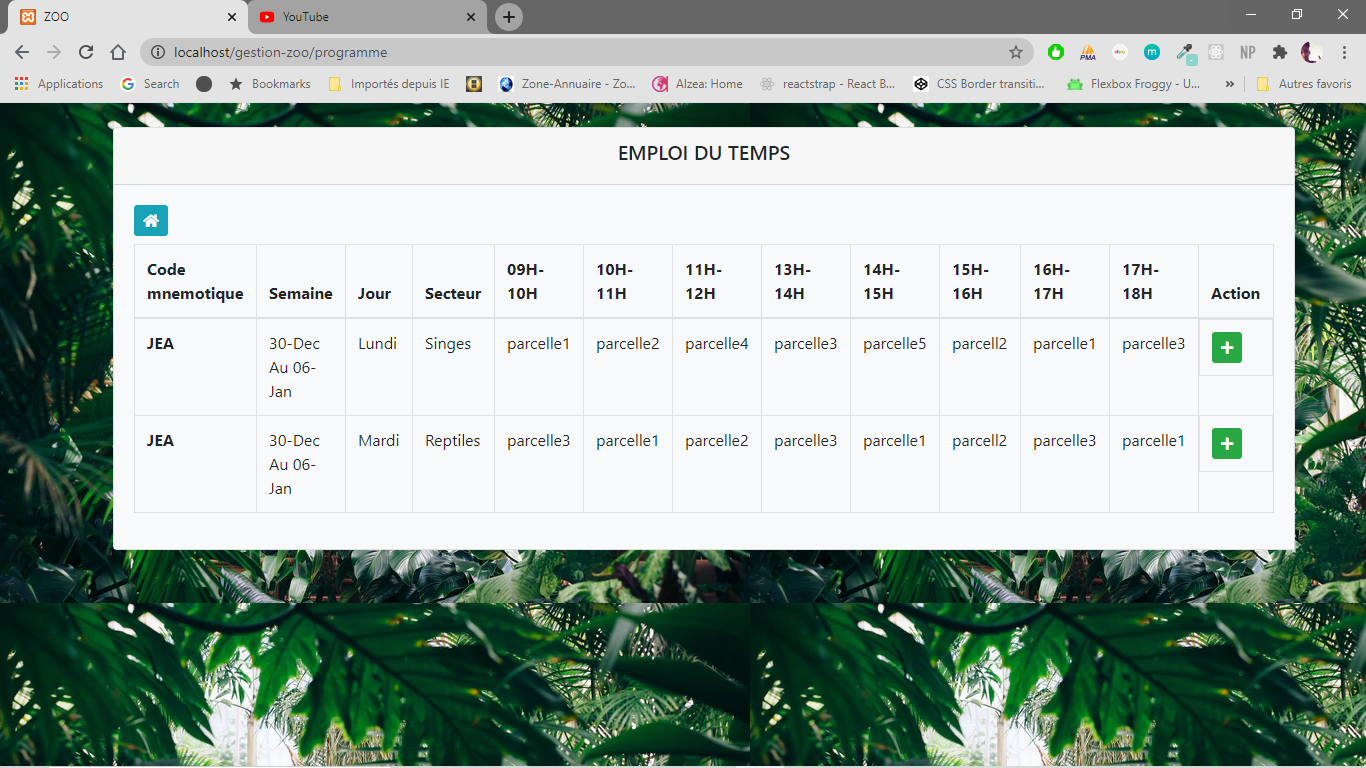 ZOO
YouTube
localhost/gestion-zoo/programme
PMA
ebay
m
NP
Applications
Search
Bookmarks
Importés depuis IE
Zone-Annuaire - Zo...
Alzea: Home
reactstrap - React B...
CSS Border transiti...
Flexbox Froggy - U...
»
Autres favoris
EMPLOI DU TEMPS
Code mnemotique Semaine Jour Secteur 09H-10H 10H-11H 11H-12H 13H-14H 14H-15H 15H-16H 16H-17H 17H-18H Action
JEA 30-Dec Au 06-Jan Lundi Singes parcelle1 parcelle2 parcelle4 parcelle3 parcelle5 parcell2 parcelle1 parcelle3
JEA 30-Dec Au 06-Jan Mardi Reptiles parcelle3 parcelle1 parcelle2 parcelle3 parcelle1 parcell2 parcelle3 parcelle1